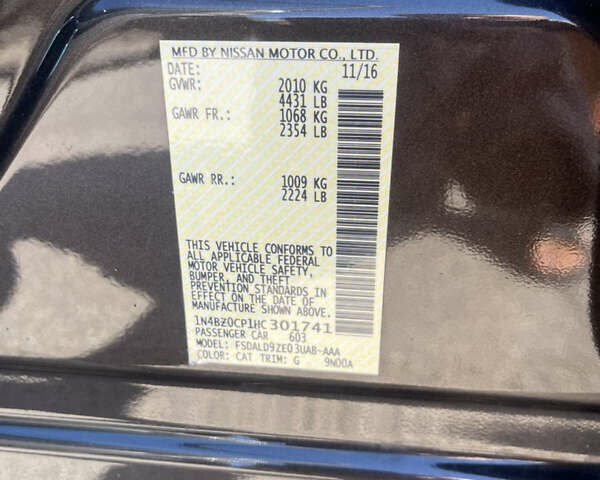 MFD BY NISSAN MOTOR CO., LTD.
DATE: 11/16
GVWR: 2010 KG
4431 LB
GAWR FR.: 1068 KG
2354 LB
GAWR RR.: 1009 KG
2224 LB
THIS VEHICLE CONFORMS TO
ALL APPLICABLE FEDERAL
MOTOR VEHICLE SAFETY,
BUMPER, AND THEFT
PREVENTION STANDARDS IN
EFFECT ON THE DATE OF
MANUFACTURE SHOWN ABOVE.
1N4BZ0CP1HC301741
PASSENGER CAR 603
MODEL: FSDALD9ZE03UAB-AAA
COLOR: CAT TRIM: G 9N00A